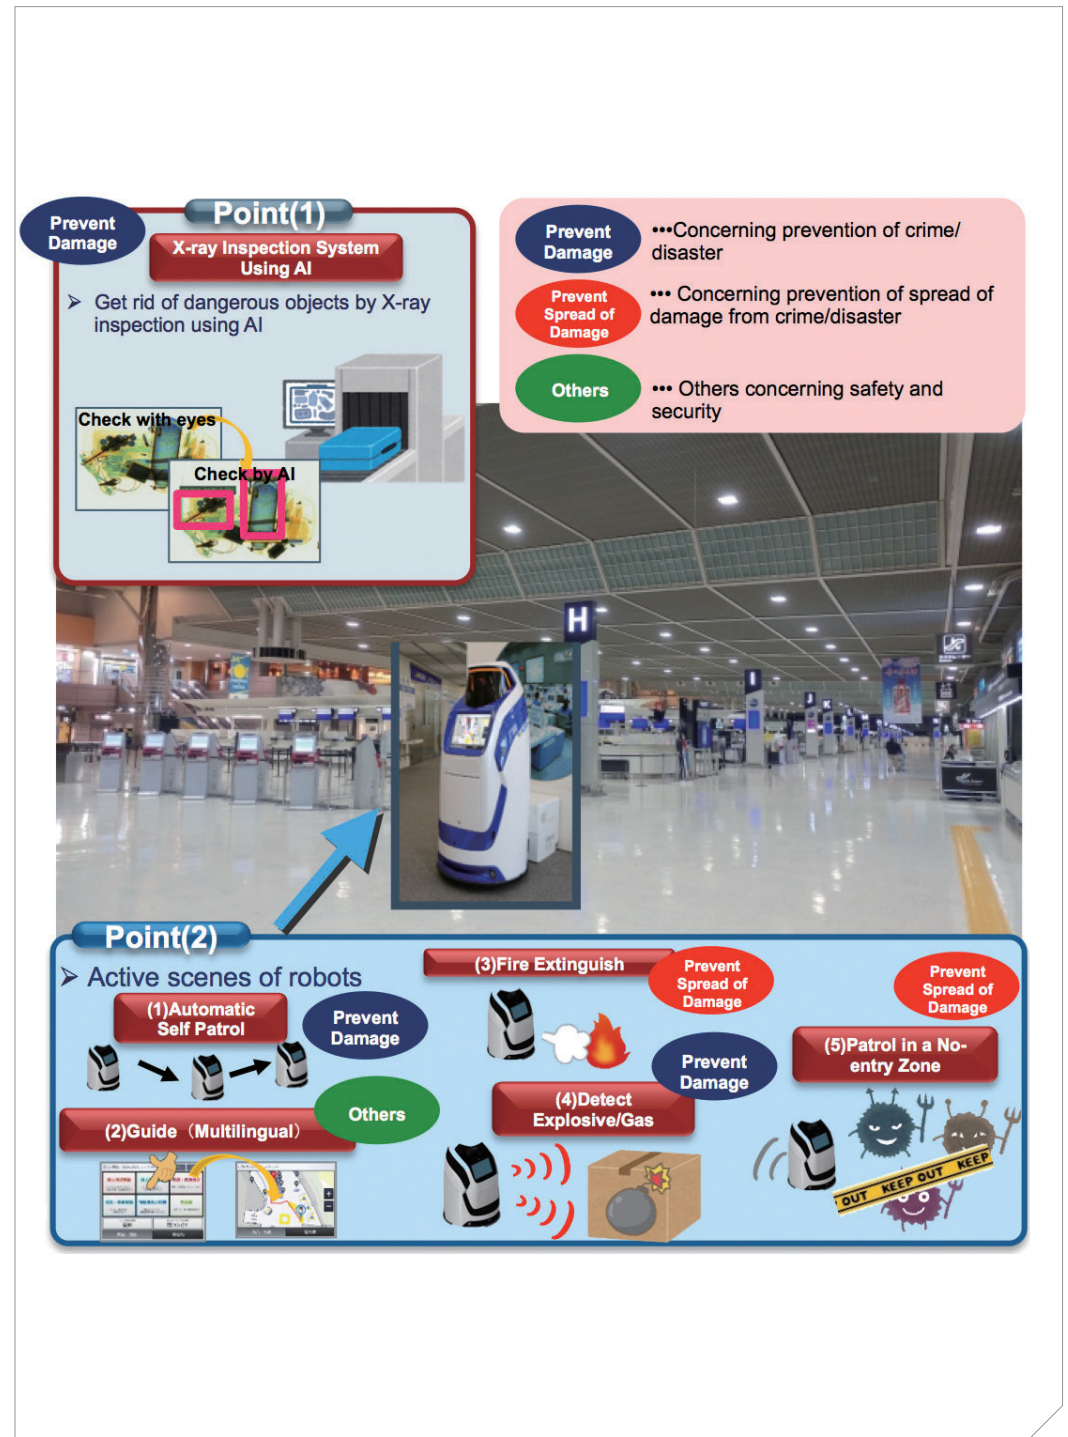 Prevent
Damage
Point(1)
X-ray Inspection System
Using AI
➢ Get rid of dangerous objects by X-ray
inspection using AI
Check with eyes
Check by AI
Prevent
Damage
•••Concerning prevention of crime/
disaster
Prevent
Spread of
Damage
••• Concerning prevention of spread of
damage from crime/disaster
Others
••• Others concerning safety and
security
H
I
J
K
Point(2)
➢ Active scenes of robots
(1)Automatic
Self Patrol
Prevent
Damage
(2)Guide（Multilingual）
Others
(3)Fire Extinguish
Prevent
Spread of
Damage
(4)Detect
Explosive/Gas
Prevent
Damage
Prevent
Spread of
Damage
(5)Patrol in a No-
entry Zone
OUT KEEP OUT KEEP